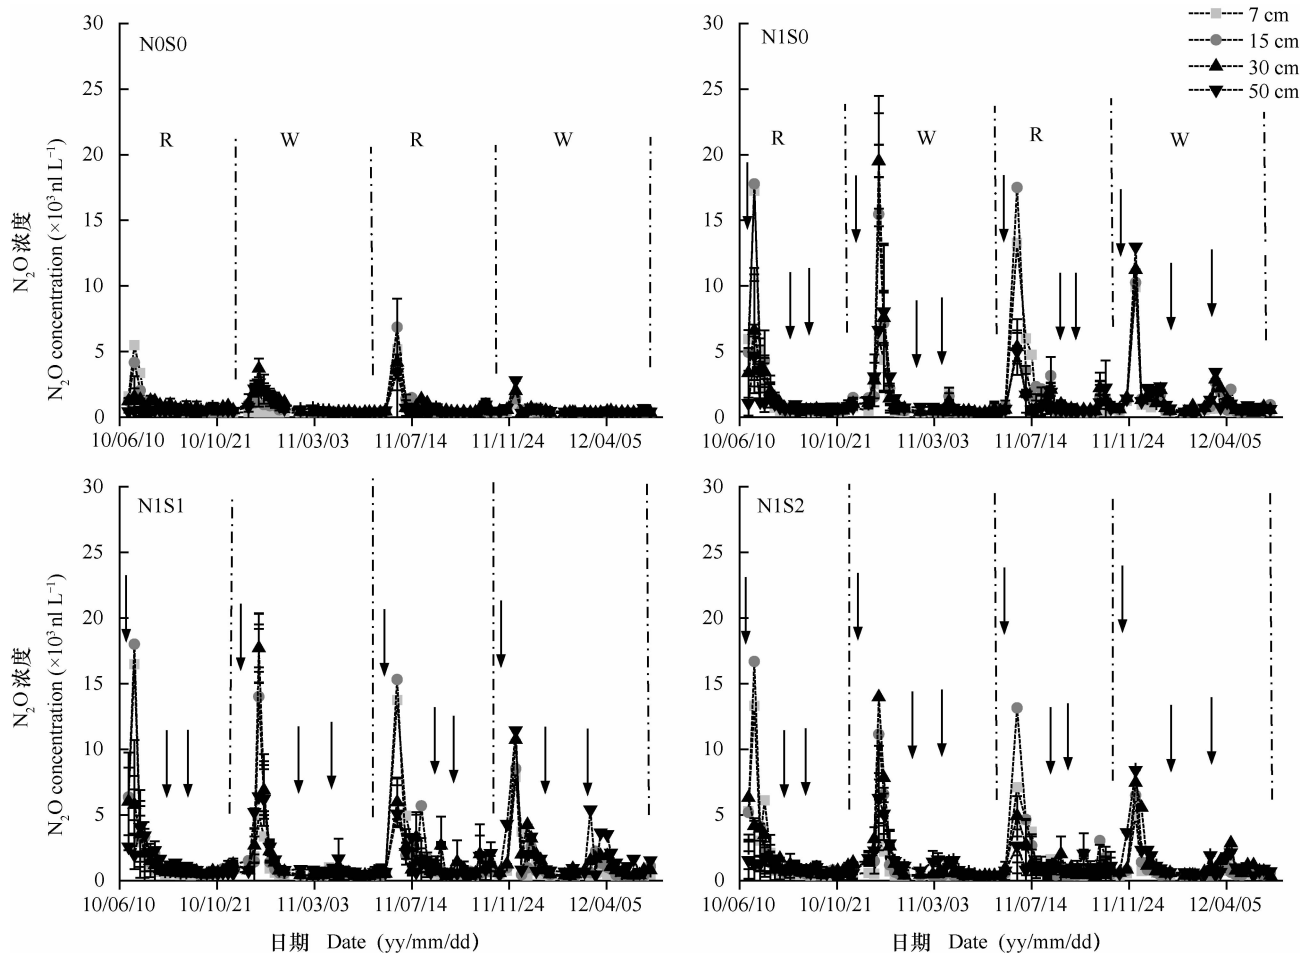 N0S0
30
25
20
15
10
5
0
R
W
R
W
10/06/10
10/10/21
11/03/03
11/07/14
11/11/24
12/04/05
N₂O 浓度
N₂O concentration (×10³ nl L⁻¹)
N1S0
7 cm
15 cm
30 cm
50 cm
30
25
20
15
10
5
0
R
W
R
W
10/06/10
10/10/21
11/03/03
11/07/14
11/11/24
12/04/05
N1S1
30
25
20
15
10
5
0
10/06/10
10/10/21
11/03/03
11/07/14
11/11/24
12/04/05
N₂O 浓度
N₂O concentration (×10³ nl L⁻¹)
日期 Date (yy/mm/dd)
N1S2
30
25
20
15
10
5
0
10/06/10
10/10/21
11/03/03
11/07/14
11/11/24
12/04/05
日期 Date (yy/mm/dd)